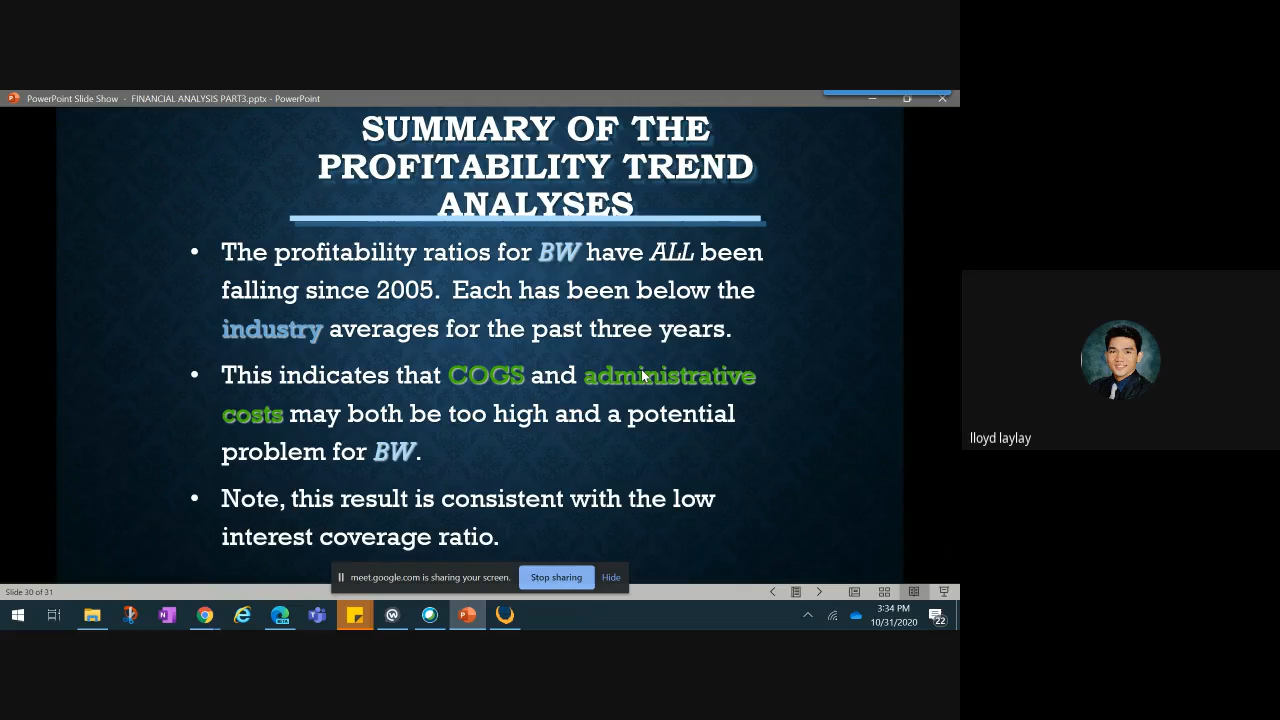 PowerPoint Slide Show - FINANCIAL ANALYSIS PART3.pptx - PowerPoint
SUMMARY OF THE
PROFITABILITY TREND
ANALYSES
• The profitability ratios for BW have ALL been
falling since 2005. Each has been below the
industry averages for the past three years.
• This indicates that COGS and administrative
costs may both be too high and a potential
problem for BW.
• Note, this result is consistent with the low
interest coverage ratio.
lloyd laylay
meet.google.com is sharing your screen. Stop sharing Hide
Slide 30 of 31
3:34 PM
10/31/2020
22